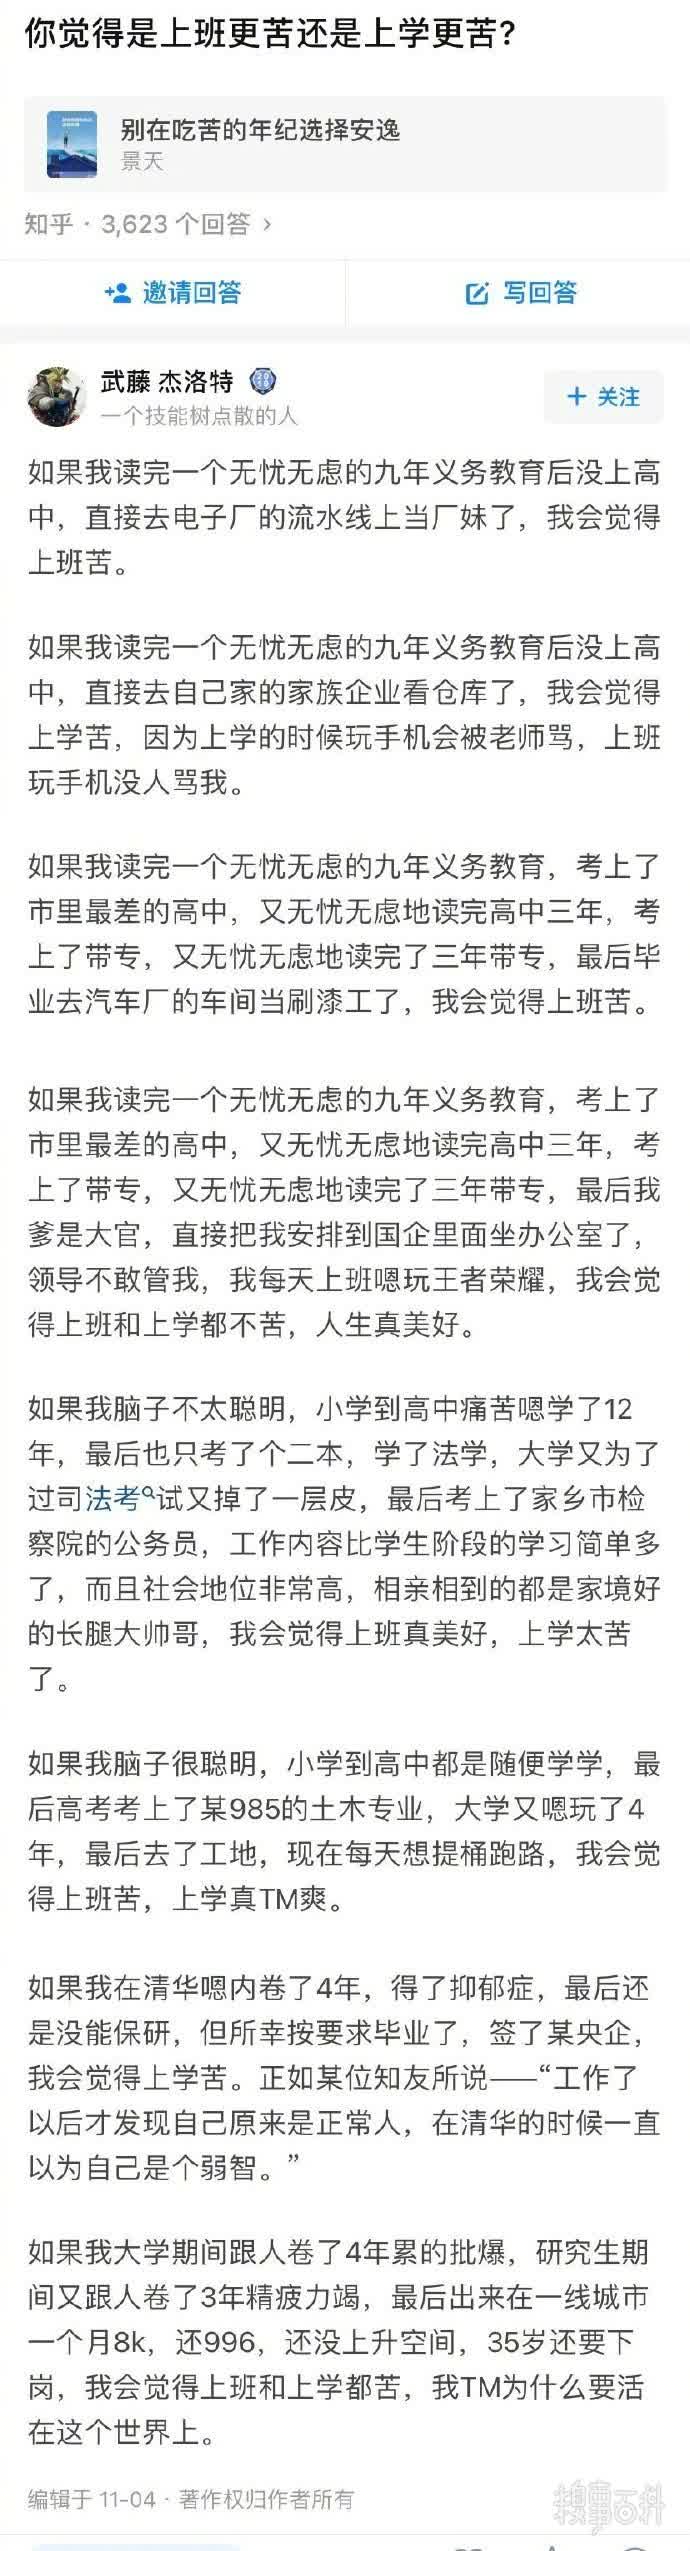 你觉得是上班更苦还是上学更苦?
别在吃苦的年纪选择安逸
景天
知乎 · 3,623 个回答 >
邀请回答
写回答
武藤 杰洛特
+ 关注
一个技能树点散的人
如果我读完一个无忧无虑的九年义务教育后没上高
中，直接去电子厂的流水线上当厂妹了，我会觉得
上班苦。
如果我读完一个无忧无虑的九年义务教育后没上高
中，直接去自己家的家族企业看仓库了，我会觉得
上学苦，因为上学的时候玩手机会被老师骂，上班
玩手机没人骂我。
如果我读完一个无忧无虑的九年义务教育，考上了
市里最差的高中，又无忧无虑地读完高中三年，考
上了带专，又无忧无虑地读完了三年带专，最后毕
业去汽车厂的车间当刷漆工了，我会觉得上班苦。
如果我读完一个无忧无虑的九年义务教育，考上了
市里最差的高中，又无忧无虑地读完高中三年，考
上了带专，又无忧无虑地读完了三年带专，最后我
爹是大官，直接把我安排到国企里面坐办公室了，
领导不敢管我，我每天上班嗯玩王者荣耀，我会觉
得上班和上学都不苦，人生真美好。
如果我脑子不太聪明，小学到高中痛苦嗯学了12
年，最后也只考了个二本，学了法学，大学又为了
过司法考试又掉了一层皮，最后考上了家乡市检
察院的公务员，工作内容比学生阶段的学习简单多
了，而且社会地位非常高，相亲相到的都是家境好
的长腿大帅哥，我会觉得上班真美好，上学太苦
了。
如果我脑子很聪明，小学到高中都是随便学学，最
后高考考上了某985的土木专业，大学又嗯玩了4
年，最后去了工地，现在每天想提桶跑路，我会觉
得上班苦，上学真TM爽。
如果我在清华嗯内卷了4年，得了抑郁症，最后还
是没能保研，但所幸按要求毕业了，签了某央企，
我会觉得上学苦。正如某位知友所说——“工作了
以后才发现自己原来是正常人，在清华的时候一直
以为自己是个弱智。”
如果我大学期间跟人卷了4年累的批爆，研究生期
间又跟人卷了3年精疲力竭，最后出来在一线城市
一个月8k，还996，还没上升空间，35岁还要下
岗，我会觉得上班和上学都苦，我TM为什么要活
在这个世界上。
编辑于 11-04 · 著作权归作者所有